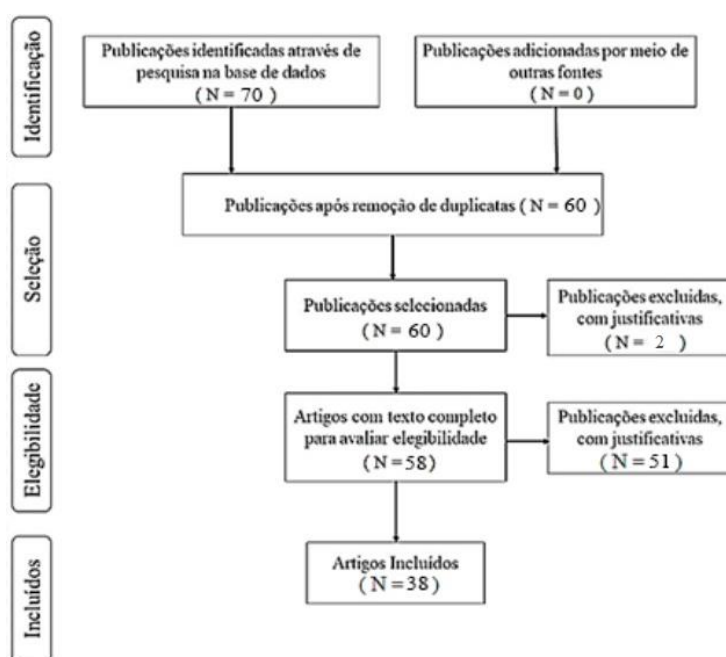 Identificação
Publicações identificadas através de
pesquisa na base de dados
( N = 70 )
Publicações adicionadas por meio de
outras fontes
( N = 0 )
Seleção
Publicações após remoção de duplicatas ( N = 60 )
Publicações selecionadas
( N = 60 )
Publicações excluidas,
com justificativas
( N = 2 )
Elegibilidade
Artigos com texto completo
para avaliar elegibilidade
( N =58 )
Publicações excluidas,
com justificativas
( N = 51 )
Incluídos
Artigos Incluídos
( N =38 )